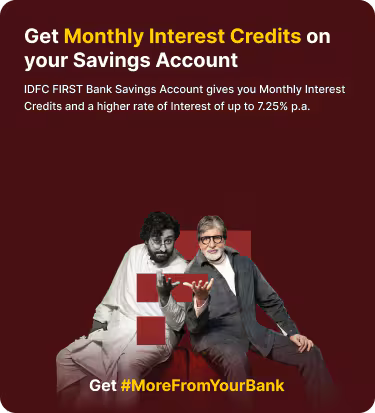 Get Monthly Interest Credits on
your Savings Account
IDFC FIRST Bank Savings Account gives you Monthly Interest
Credits and a higher rate of Interest of up to 7.25% p.a.
Get #MoreFromYourBank